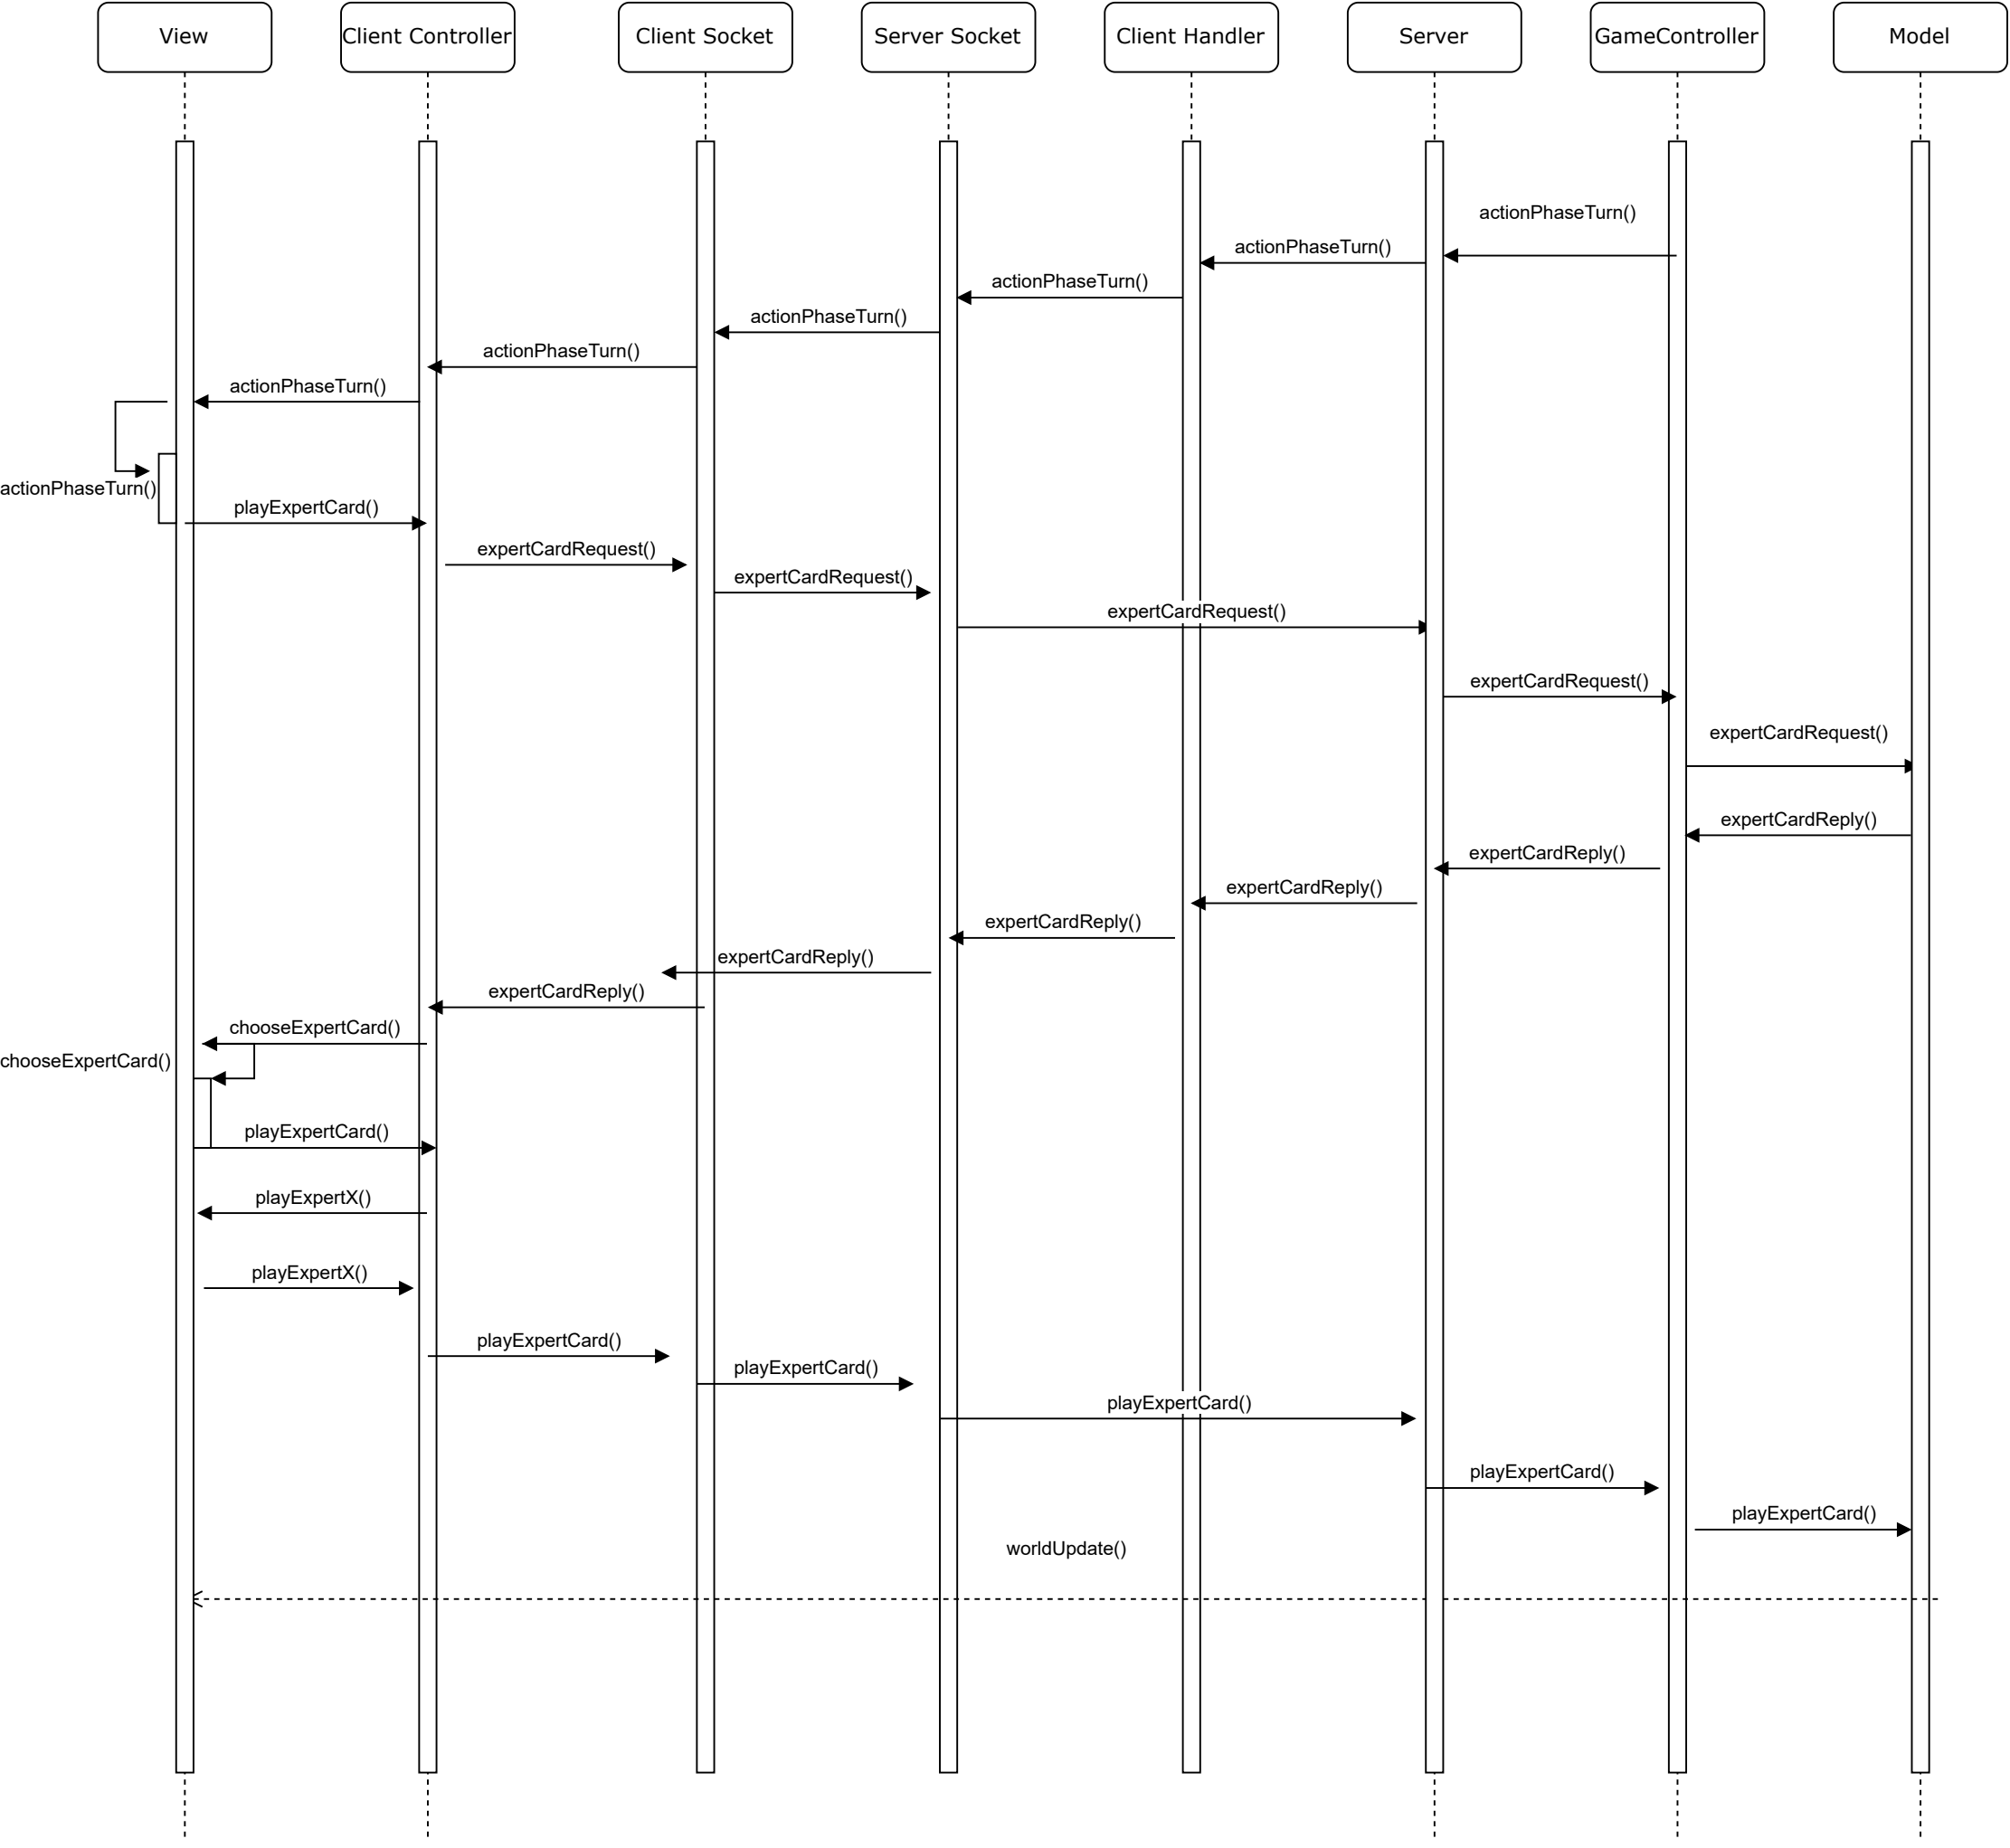 View
Client Controller
Client Socket
Server Socket
Client Handler
Server
GameController
Model
actionPhaseTurn()
actionPhaseTurn()
actionPhaseTurn()
actionPhaseTurn()
actionPhaseTurn()
actionPhaseTurn()
actionPhaseTurn()
playExpertCard()
expertCardRequest()
expertCardRequest()
expertCardRequest()
expertCardRequest()
expertCardRequest()
expertCardReply()
expertCardReply()
expertCardReply()
expertCardReply()
expertCardReply()
expertCardReply()
chooseExpertCard()
chooseExpertCard()
playExpertCard()
playExpertX()
playExpertX()
playExpertCard()
playExpertCard()
playExpertCard()
playExpertCard()
playExpertCard()
worldUpdate()